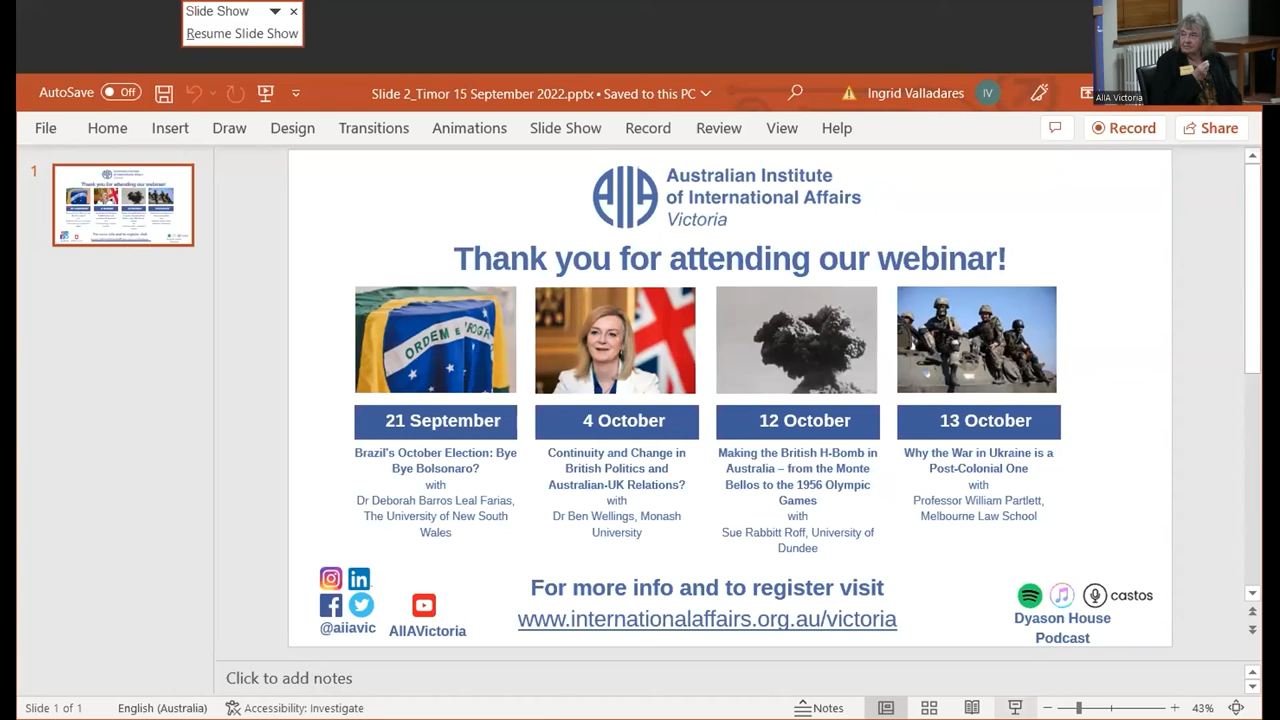 Slide Show
Resume Slide Show
AIIA Victoria
AutoSave Off
Slide 2_Timor 15 September 2022.pptx • Saved to this PC
Ingrid Valladares IV
File Home Insert Draw Design Transitions Animations Slide Show Record Review View Help
Record
Share
1
Australian Institute
of International Affairs
Victoria
Thank you for attending our webinar!
ORDEM E PROGR
21 September
Brazil's October Election: Bye
Bye Bolsonaro?
with
Dr Deborah Barros Leal Farias,
The University of New South
Wales
4 October
Continuity and Change in
British Politics and
Australian-UK Relations?
with
Dr Ben Wellings, Monash
University
12 October
Making the British H-Bomb in
Australia – from the Monte
Bellos to the 1956 Olympic
Games
with
Sue Rabbitt Roff, University of
Dundee
13 October
Why the War in Ukraine is a
Post-Colonial One
with
Professor William Partlett,
Melbourne Law School
@aiiavic
AIIAVictoria
For more info and to register visit
www.internationalaffairs.org.au/victoria
castos
Dyason House
Podcast
Click to add notes
Slide 1 of 1
English (Australia)
Accessibility: Investigate
Notes
43%